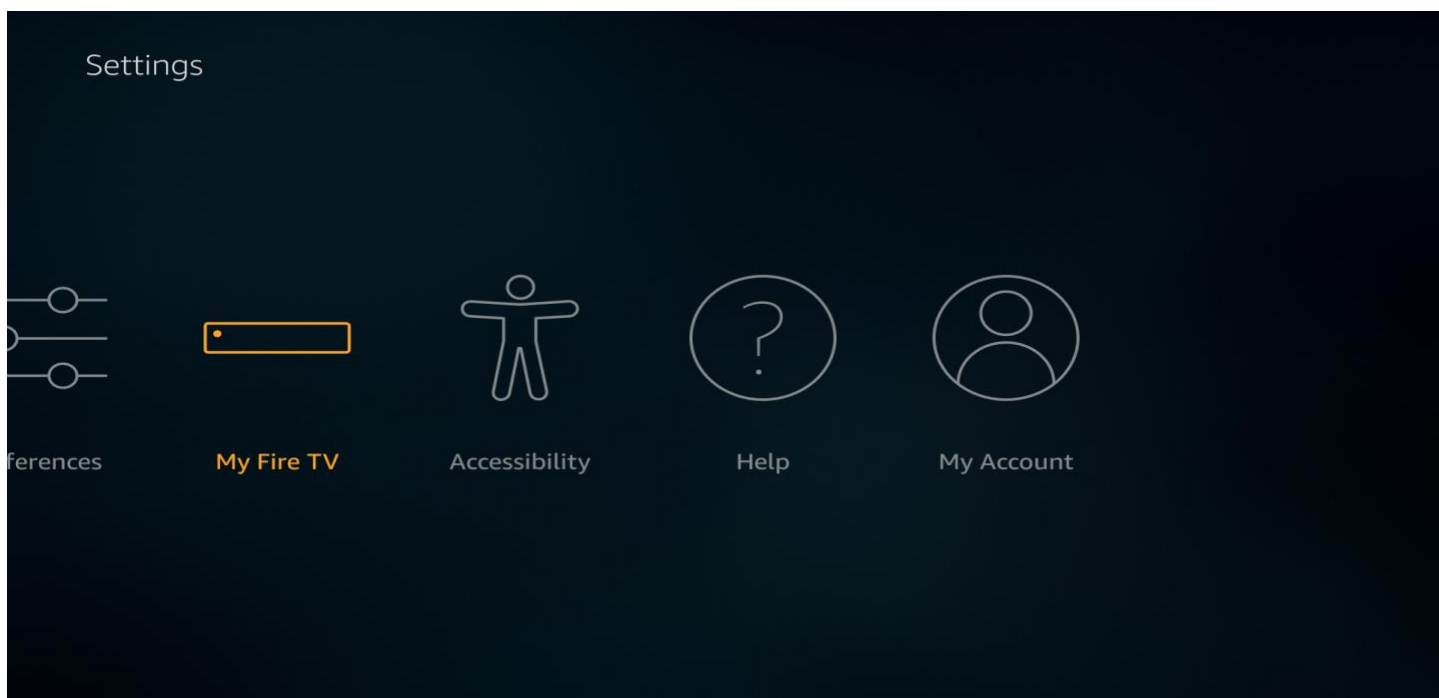 Settings
ferences
My Fire TV
Accessibility
Help
My Account